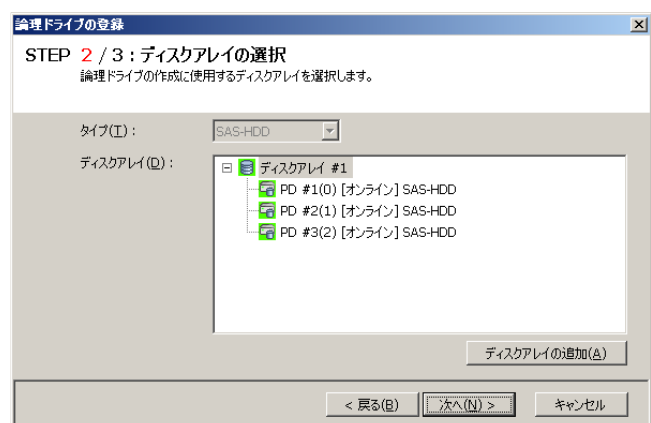 論理ドライブの登録
STEP 2 / 3 : ディスクアレイの選択
論理ドライブの作成に使用するディスクアレイを選択します。
タイプ(T) : SAS-HDD
ディスクアレイ(D) : ディスクアレイ #1
PD #1(0) [オンライン] SAS-HDD
PD #2(1) [オンライン] SAS-HDD
PD #3(2) [オンライン] SAS-HDD
ディスクアレイの追加(A)
< 戻る(B) 次へ(N) > キャンセル